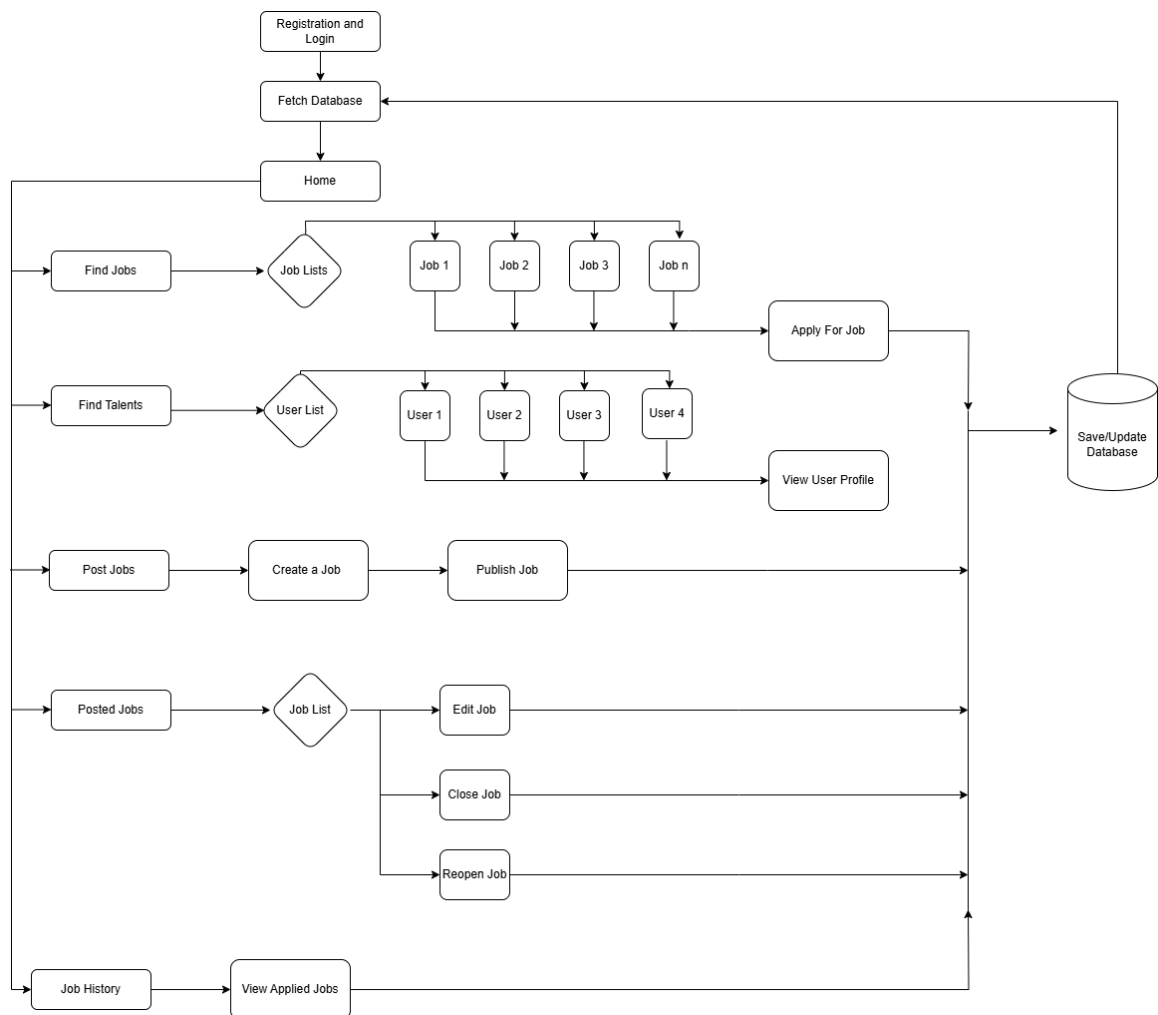 Registration and
Login
Fetch Database
Home
Find Jobs
Job Lists
Job 1
Job 2
Job 3
Job n
Apply For Job
Find Talents
User List
User 1
User 2
User 3
User 4
View User Profile
Save/Update
Database
Post Jobs
Create a Job
Publish Job
Posted Jobs
Job List
Edit Job
Close Job
Reopen Job
Job History
View Applied Jobs